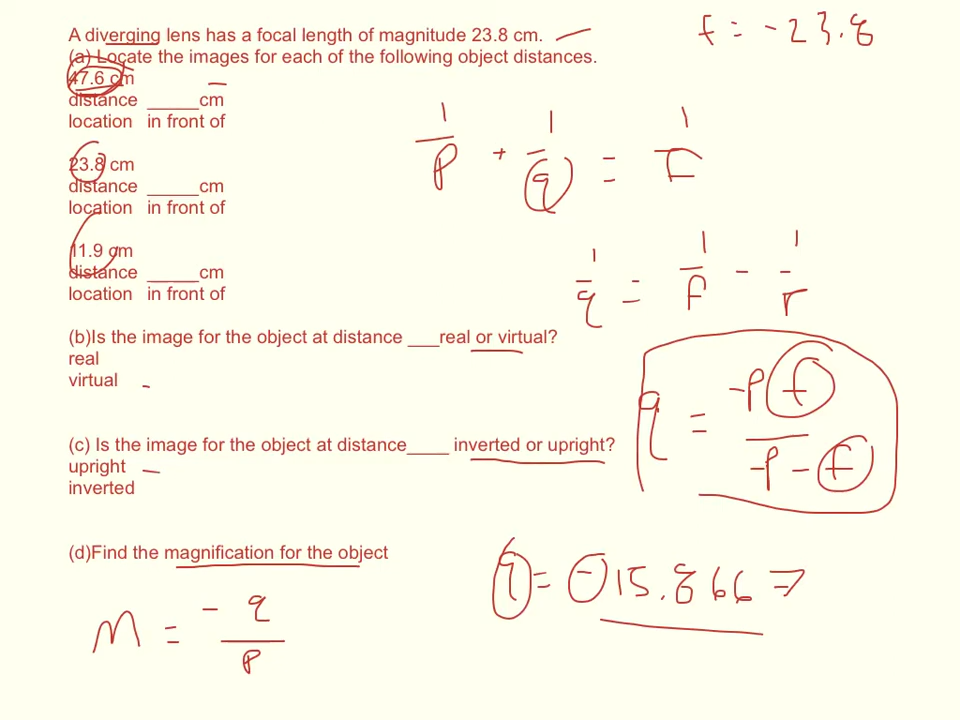 A diverging lens has a focal length of magnitude 23.8 cm.
(a) Locate the images for each of the following object distances.
47.6 cm
distance _____cm
location in front of
23.8 cm
distance _____cm
location in front of
11.9 cm
distance _____cm
location in front of
(b)Is the image for the object at distance ___real or virtual?
real
virtual
(c) Is the image for the object at distance____ inverted or upright?
upright
inverted
(d)Find the magnification for the object
f = -23.8
1/P + 1/q = 1/f
1/q = 1/f - 1/r
q = -P(f)/-P-f
q = -15.866 =>
M = -q/P